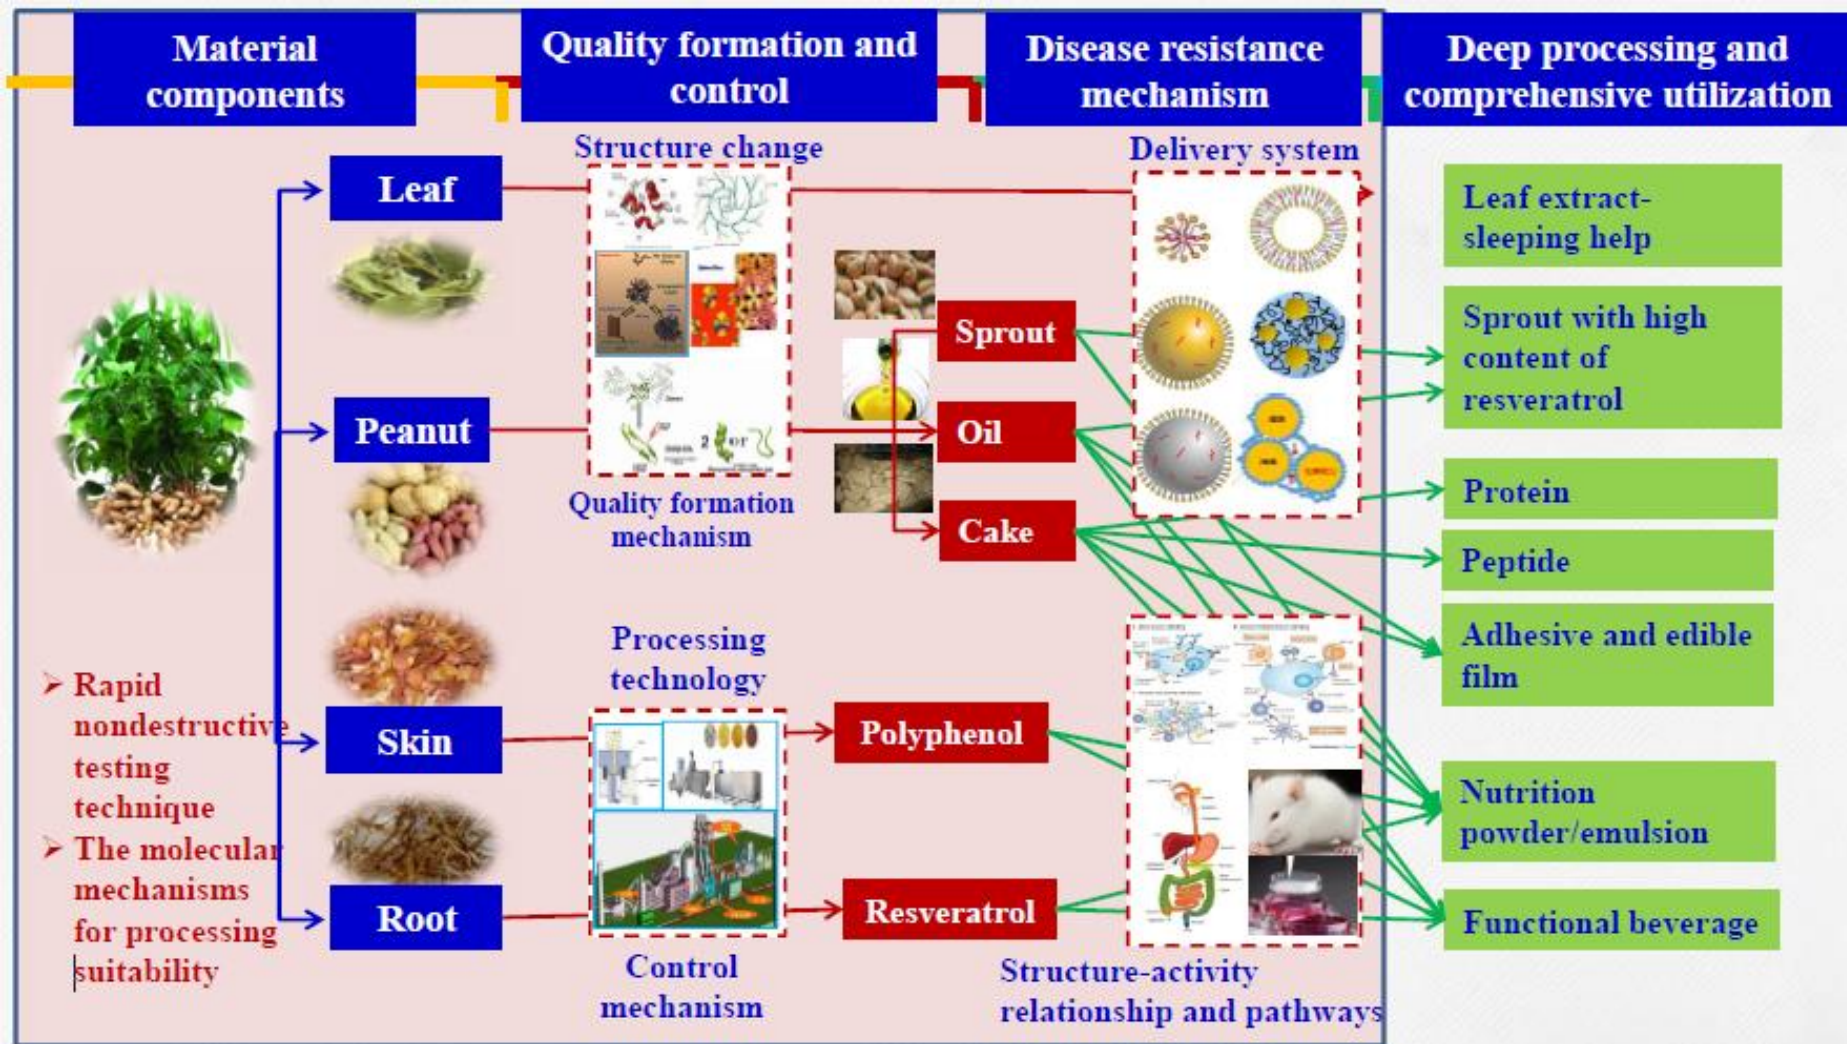 Material
components
Quality formation and
control
Disease resistance
mechanism
Deep processing and
comprehensive utilization
Structure change
Delivery system
Leaf
Peanut
Skin
Root
➢ Rapid
nondestructive
testing
technique
➢ The molecular
mechanisms
for processing
suitability
Quality formation
mechanism
Processing
technology
Control
mechanism
Sprout
Oil
Cake
Polyphenol
Resveratrol
Structure-activity
relationship and pathways
Leaf extract-
sleeping help
Sprout with high
content of
resveratrol
Protein
Peptide
Adhesive and edible
film
Nutrition
powder/emulsion
Functional beverage